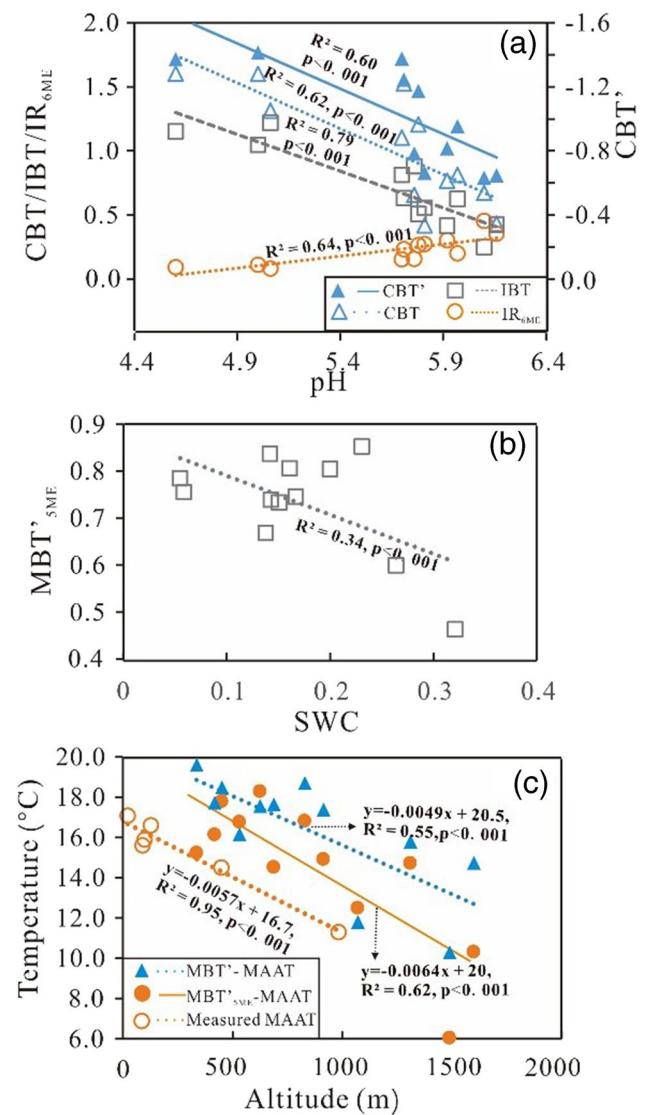 (a)
2.0
1.5
1.0
0.5
0.0
-1.6
-1.2
-0.8
-0.4
0.0
CBT/IBT/IR6ME
CBT'
R² = 0.60
p<0.001
R² = 0.62, p<0.001
R² = 0.79
p<0.001
R² = 0.64, p<0.001
CBT'
IBT
CBT
IR6ME
4.4 4.9 5.4 5.9 6.4
pH
(b)
0.9
0.8
0.7
0.6
0.5
0.4
MBT'5ME
R² = 0.34, p<0.001
0 0.1 0.2 0.3 0.4
SWC
(c)
20.0
18.0
16.0
14.0
12.0
10.0
8.0
6.0
Temperature (°C)
y=-0.0049x + 20.5,
R² = 0.55,p<0.001
y=-0.0057x + 16.7,
R² = 0.95, p<0.001
y=-0.0064x + 20,
R² = 0.62, p<0.001
MBT'-MAAT
MBT'5ME-MAAT
Measured MAAT
0 500 1000 1500 2000
Altitude (m)